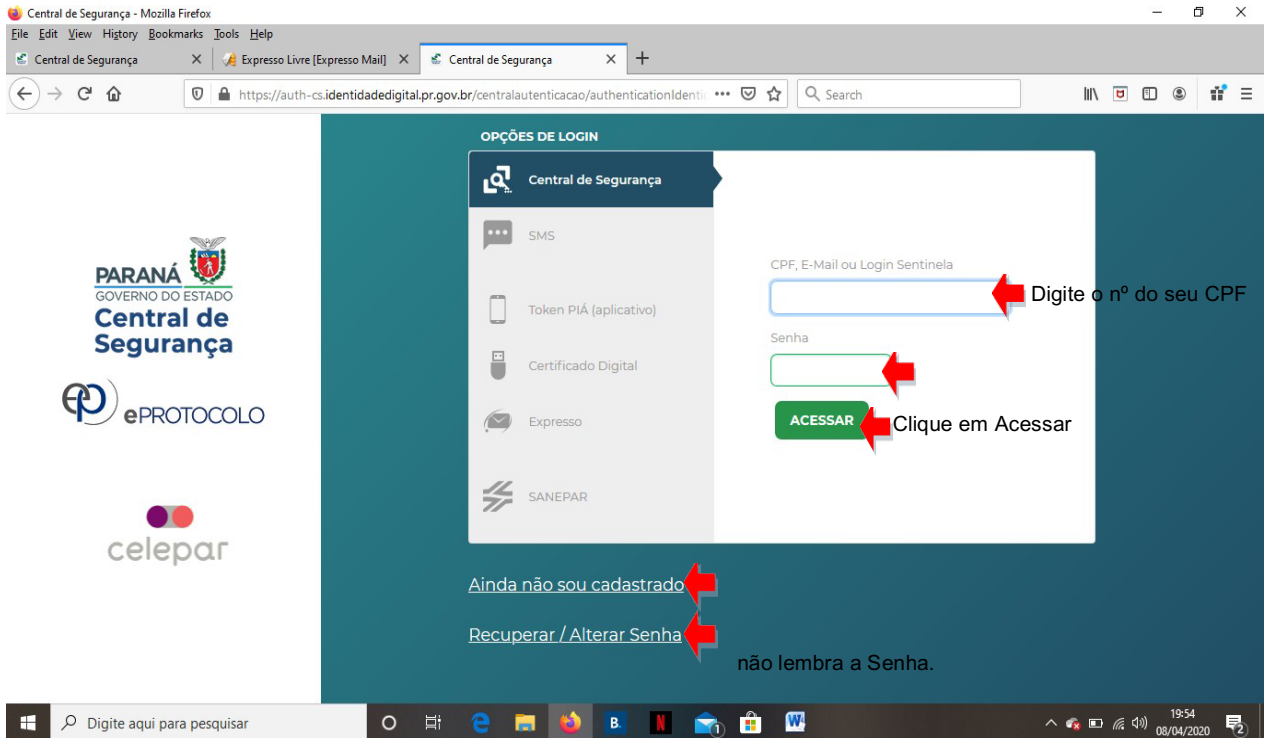 Central de Segurança - Mozilla Firefox
File Edit View History Bookmarks Tools Help
Central de Segurança
Expresso Livre [Expresso Mail]
Central de Segurança
https://auth-cs.identidadedigital.pr.gov.br/centralautenticacao/authenticationIdentic
Search
OPÇÕES DE LOGIN
Central de Segurança
SMS
Token PIÁ (aplicativo)
Certificado Digital
Expresso
SANEPAR
CPF, E-Mail ou Login Sentinela
Digite o nº do seu CPF
Senha
ACESSAR
Clique em Acessar
PARANÁ
GOVERNO DO ESTADO
Central de
Segurança
ep
ePROTOCOLO
celepar
Ainda não sou cadastrado
Recuperar / Alterar Senha
não lembra a Senha.
Digite aqui para pesquisar
B.
N
1
W
19:54
08/04/2020
2